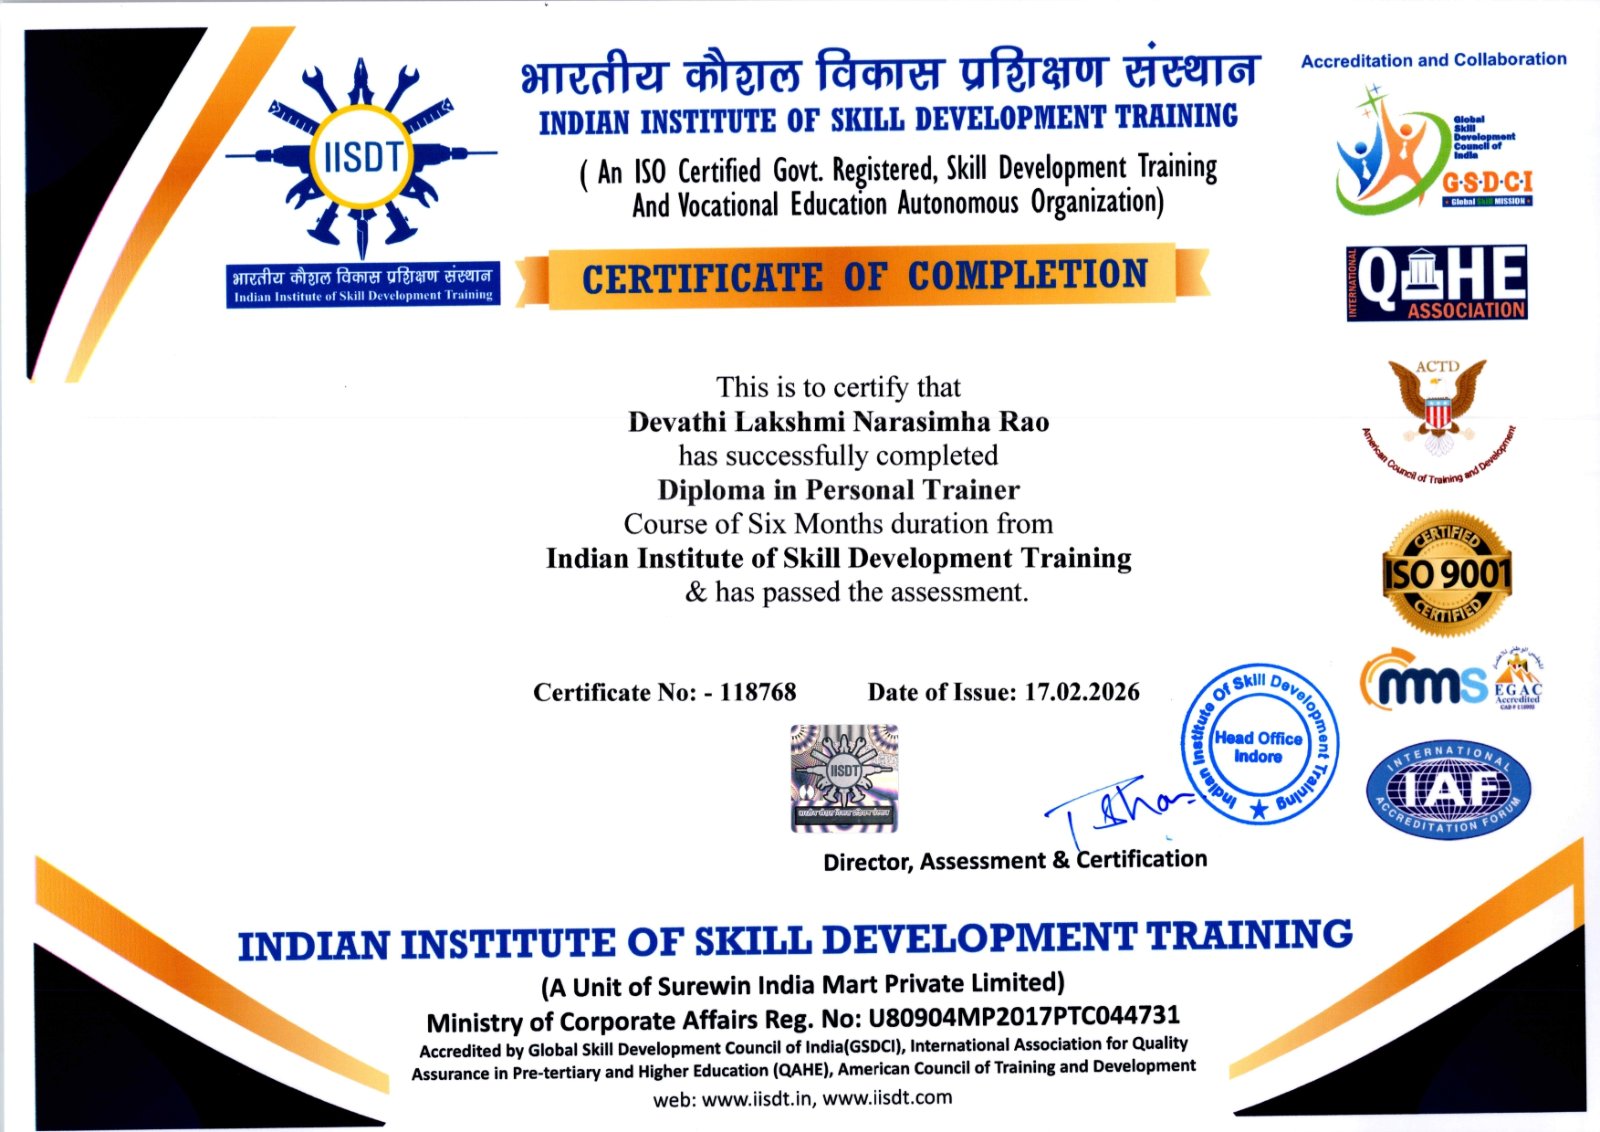 भारतीय कौशल विकास प्रशिक्षण संस्थान
INDIAN INSTITUTE OF SKILL DEVELOPMENT TRAINING
( An ISO Certified Govt. Registered, Skill Development Training
And Vocational Education Autonomous Organization)
IISDT
भारतीय कौशल विकास प्रशिक्षण संस्थान
Indian Institute of Skill Development Training
CERTIFICATE OF COMPLETION
Accreditation and Collaboration
Global
Skill
Development
Council of
India
G·S·D·C·I
Global Skill MISSION
INTERNATIONAL
QAHE
ASSOCIATION
ACTD
American Council of Training and Development
CERTIFIED
ISO 9001
CERTIFIED
mms
EGAC
Accredited
INTERNATIONAL
IAF
ACCREDITATION FORUM
This is to certify that
Devathi Lakshmi Narasimha Rao
has successfully completed
Diploma in Personal Trainer
Course of Six Months duration from
Indian Institute of Skill Development Training
& has passed the assessment.
Certificate No: - 118768
Date of Issue: 17.02.2026
IISDT
Indian Institute Of Skill Development Training
Head Office
Indore
Director, Assessment & Certification
INDIAN INSTITUTE OF SKILL DEVELOPMENT TRAINING
(A Unit of Surewin India Mart Private Limited)
Ministry of Corporate Affairs Reg. No: U80904MP2017PTC044731
Accredited by Global Skill Development Council of India(GSDCI), International Association for Quality
Assurance in Pre-tertiary and Higher Education (QAHE), American Council of Training and Development
web: www.iisdt.in, www.iisdt.com